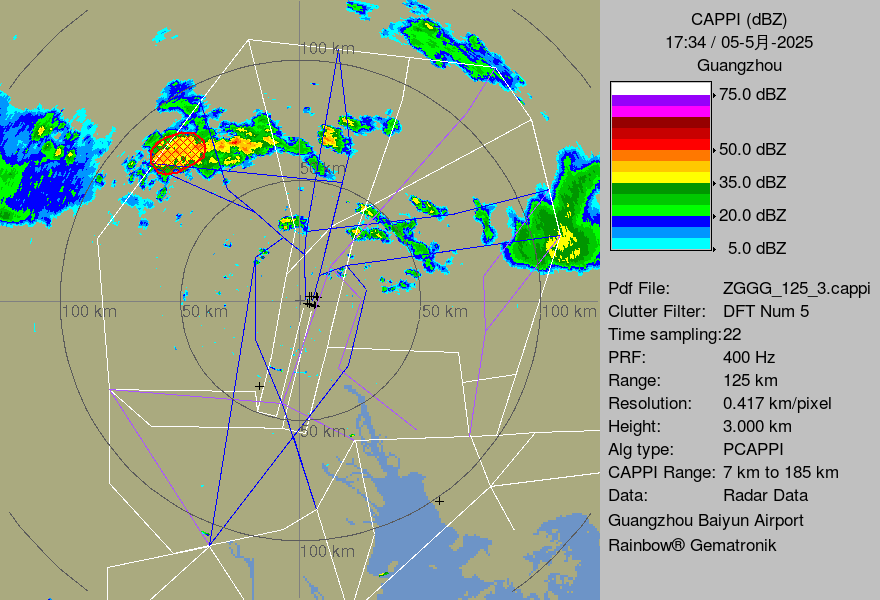 100 km
50 km
100 km
50 km
50 km
100 km
50 km
100 km
CAPPI (dBZ)
17:34 / 05-5月-2025
Guangzhou
75.0 dBZ
50.0 dBZ
35.0 dBZ
20.0 dBZ
5.0 dBZ
Pdf File: ZGGG_125_3.cappi
Clutter Filter: DFT Num 5
Time sampling:22
PRF: 400 Hz
Range: 125 km
Resolution: 0.417 km/pixel
Height: 3.000 km
Alg type: PCAPPI
CAPPI Range: 7 km to 185 km
Data: Radar Data
Guangzhou Baiyun Airport
Rainbow® Gematronik